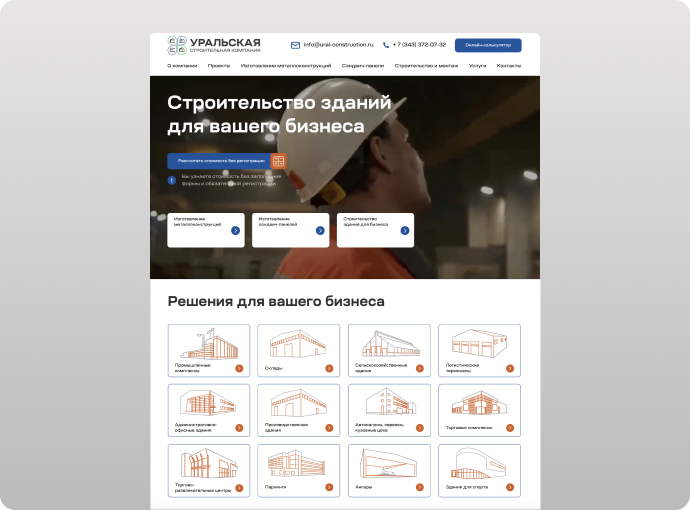 УРАЛЬСКАЯ
СТРОИТЕЛЬНАЯ КОМПАНИЯ
info@ural-construction.ru
+ 7 (343) 372-07-32
Онлайн-калькулятор
О компании
Проекты
Изготовление металлоконструкций
Сэндвич-панели
Строительство и монтаж
Услуги
Контакты
Строительство зданий
для вашего бизнеса
Рассчитать стоимость без регистрации
Вы узнаете стоимость без заполнения
формы и обязательной регистрации
Изготовление
металлоконструкций
Изготовление
сэндвич-панелей
Строительство
зданий для бизнеса
Решения для вашего бизнеса
Промышленные
комплексы
Склады
Сельскохозяйственные
здания
Логистические
терминалы
Административно-
офисные здания
Производственные
здания
Автосалоны, сервисы,
кузовные цеха
Торговые комплексы
Торгово-
развлекательные центры
Паркинги
Ангары
Здания для спорта